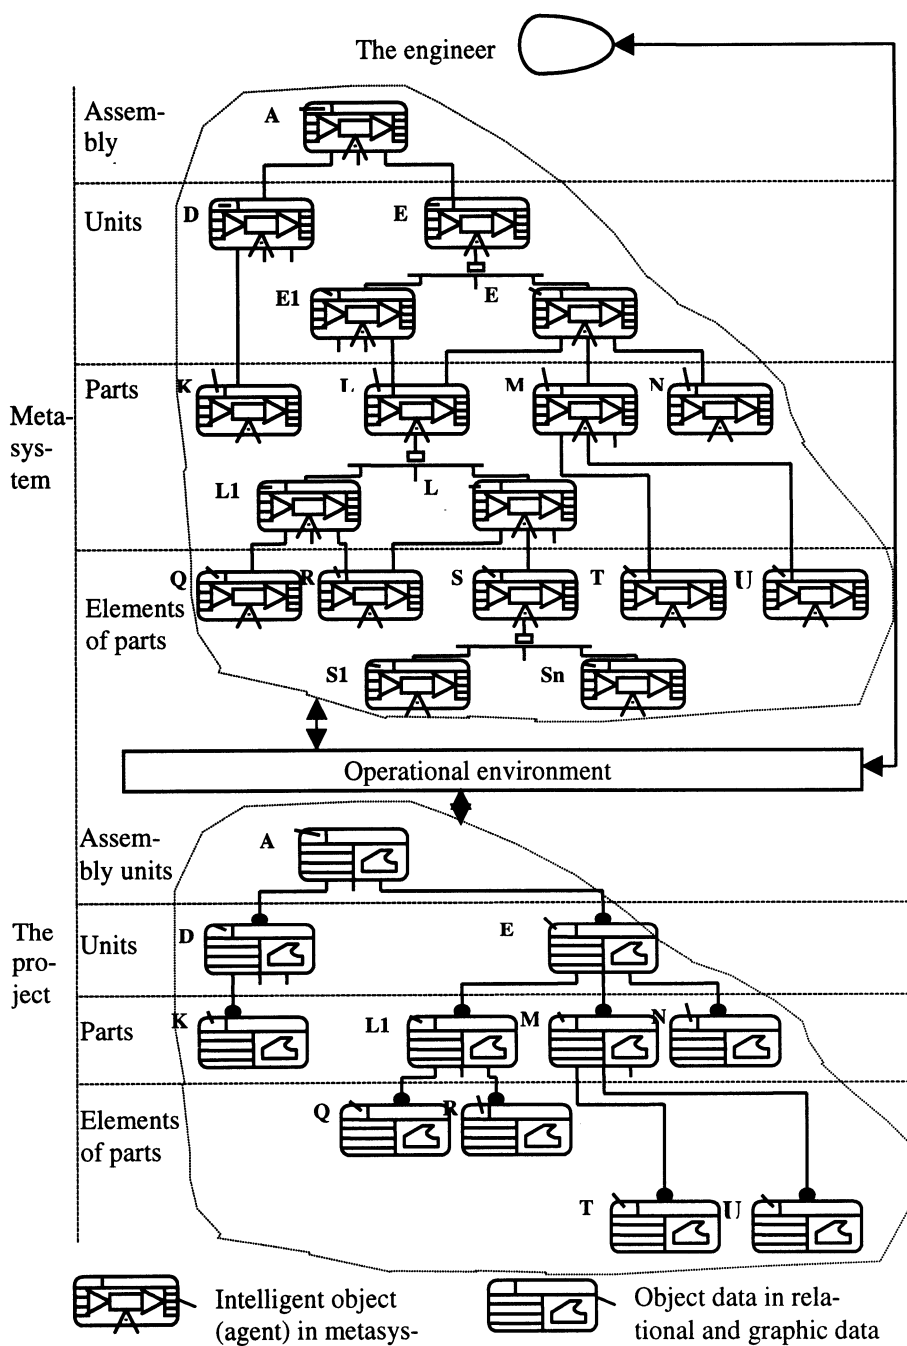 The engineer
Assem-
bly
A
Units
D
E
E1
E
Meta-
sys-
tem
Parts
K
L
M
N
L1
L
Elements
of parts
Q
R
S
T
U
S1
Sn
Operational environment
Assem-
bly units
A
The
pro-
ject
Units
D
E
Parts
K
L1
M
N
Elements
of parts
Q
R
T
U
Intelligent object
(agent) in metasys-
Object data in rela-
tional and graphic data